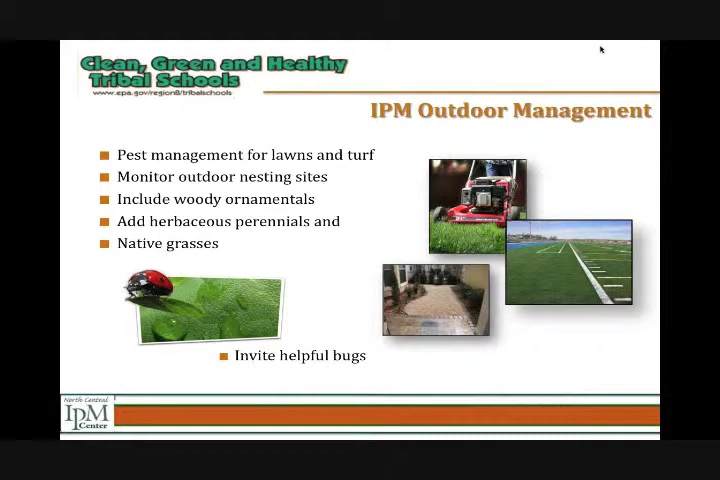 Clean, Green and Healthy
Tribal Schools
www.epa.gov/region8/tribalschools
IPM Outdoor Management
Pest management for lawns and turf
Monitor outdoor nesting sites
Include woody ornamentals
Add herbaceous perennials and
Native grasses
Invite helpful bugs
North Central
IPM
Center